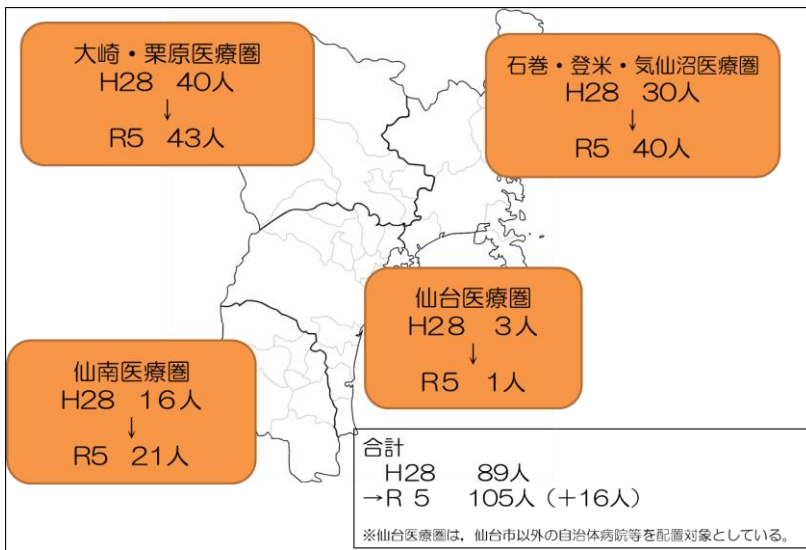 大崎・栗原医療圏
H28　40人
↓
R5　43人
石巻・登米・気仙沼医療圏
H28　30人
↓
R5　40人
仙台医療圏
H28　3人
↓
R5　1人
仙南医療圏
H28　16人
↓
R5　21人
合計
H28　　89人
→R 5　　105人（＋16人）
※仙台医療圏は，仙台市以外の自治体病院等を配置対象としている。